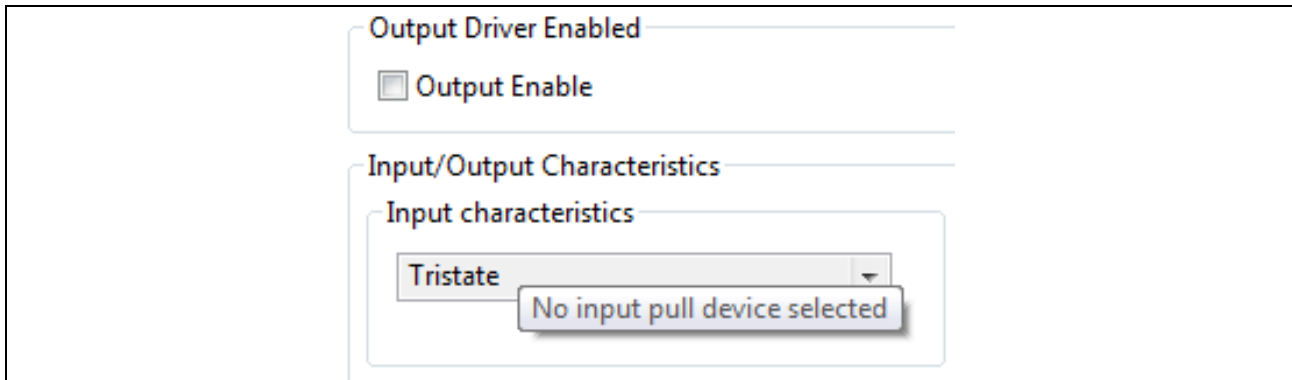 Output Driver Enabled
Output Enable
Input/Output Characteristics
Input characteristics
Tristate
No input pull device selected